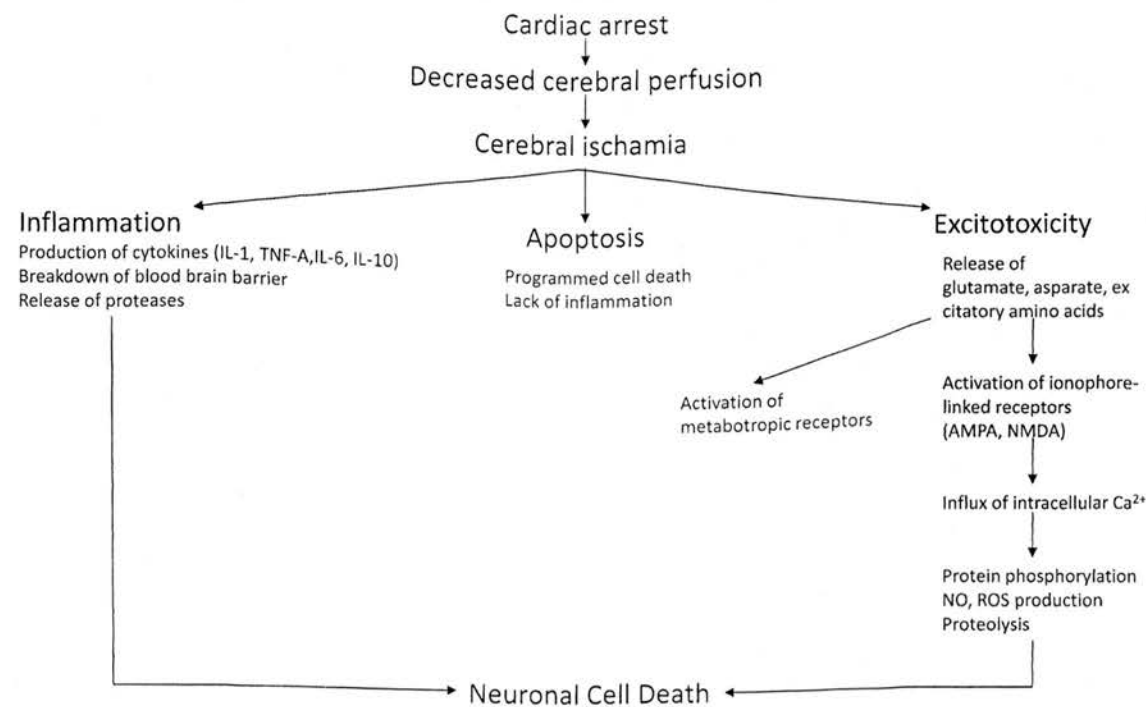 Cardiac arrest
Decreased cerebral perfusion
Cerebral ischamia
Inflammation
Production of cytokines (IL-1, TNF-A,IL-6, IL-10)
Breakdown of blood brain barrier
Release of proteases
Apoptosis
Programmed cell death
Lack of inflammation
Excitotoxicity
Release of
glutamate, asparate, ex
citatory amino acids
Activation of
metabotropic receptors
Activation of ionophore-
linked receptors
(AMPA, NMDA)
Influx of intracellular Ca²⁺
Protein phosphorylation
NO, ROS production
Proteolysis
Neuronal Cell Death